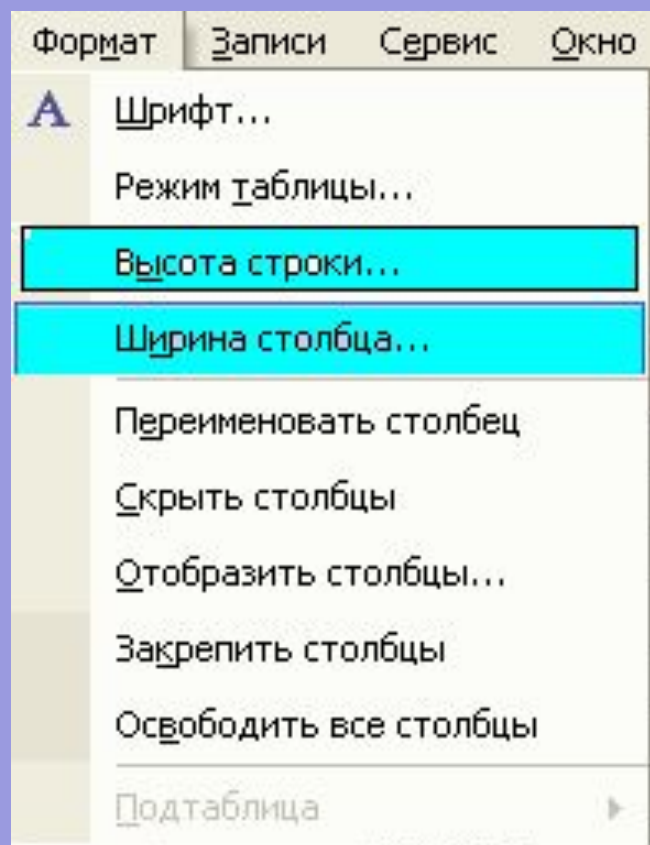 Формат Записи Сервис Окно
A Шрифт...
Режим таблицы...
Высота строки...
Ширина столбца...
Переименовать столбец
Скрыть столбцы
Отобразить столбцы...
Закрепить столбцы
Освободить все столбцы
Подтаблица